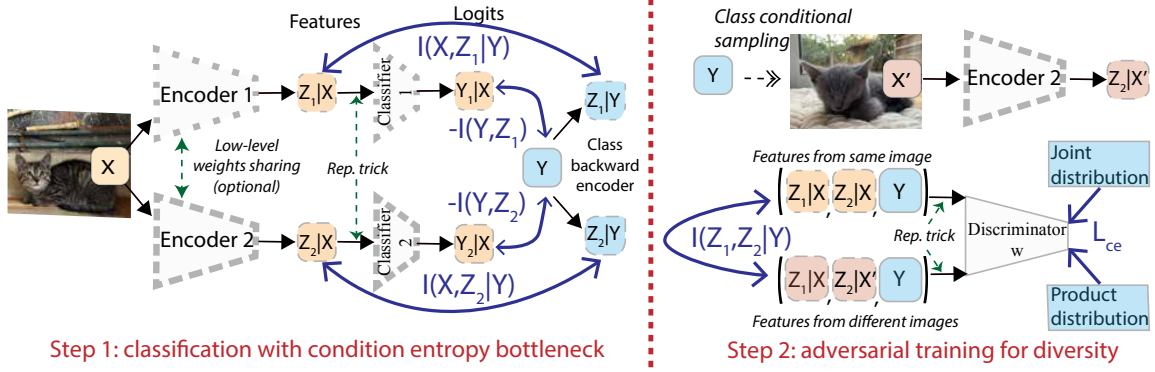 Features
Logits
I(X,Z₁|Y)
Encoder 1
Z₁|X
Classifier
1
Y₁|X
Z₁|Y
-I(Y,Z₁)
X
Low-level
weights sharing
(optional)
Rep. trick
Y
Class
backward
encoder
-I(Y,Z₂)
Encoder 2
Z₂|X
Classifier
2
Y₂|X
Z₂|Y
I(X,Z₂|Y)
Step 1: classification with condition entropy bottleneck
Class conditional
sampling
Y
X'
Encoder 2
Z₂|X'
(Features from same image)
(Z₁|X, Z₂|X, Y)
Joint
distribution
I(Z₁,Z₂|Y)
Rep. trick
Discriminator
w
L_ce
(Z₁|X, Z₂|X', Y)
Product
distribution
(Features from different images)
Step 2: adversarial training for diversity